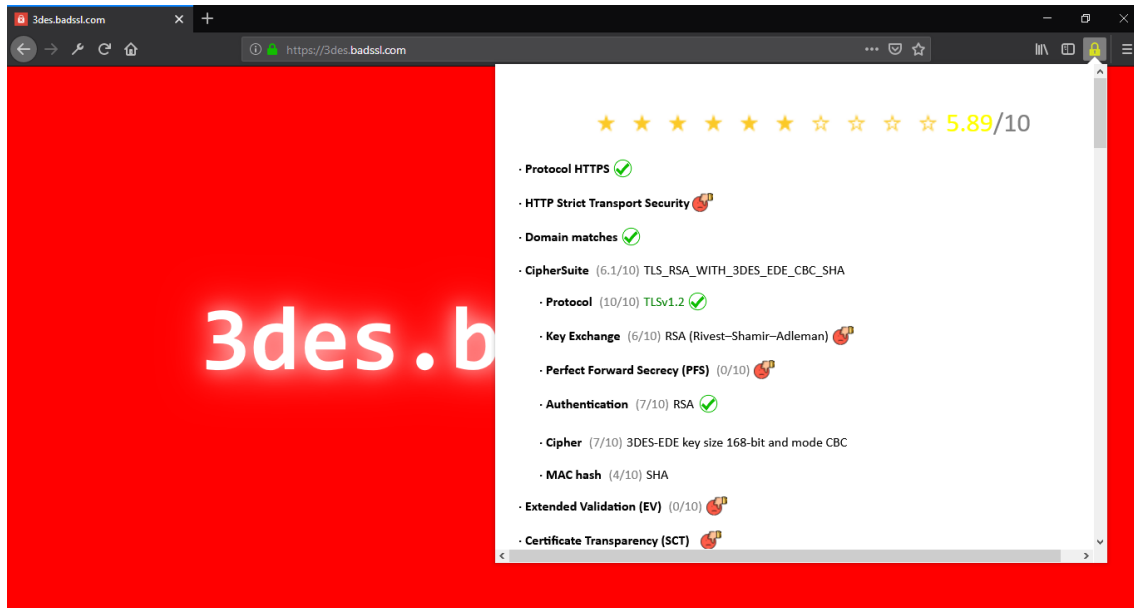 3des.badssl.com
https://3des.badssl.com
5.89/10
· Protocol HTTPS
· HTTP Strict Transport Security
· Domain matches
· CipherSuite (6.1/10) TLS_RSA_WITH_3DES_EDE_CBC_SHA
· Protocol (10/10) TLSv1.2
· Key Exchange (6/10) RSA (Rivest–Shamir–Adleman)
3des.b
· Perfect Forward Secrecy (PFS) (0/10)
· Authentication (7/10) RSA
· Cipher (7/10) 3DES-EDE key size 168-bit and mode CBC
· MAC hash (4/10) SHA
· Extended Validation (EV) (0/10)
· Certificate Transparency (SCT)